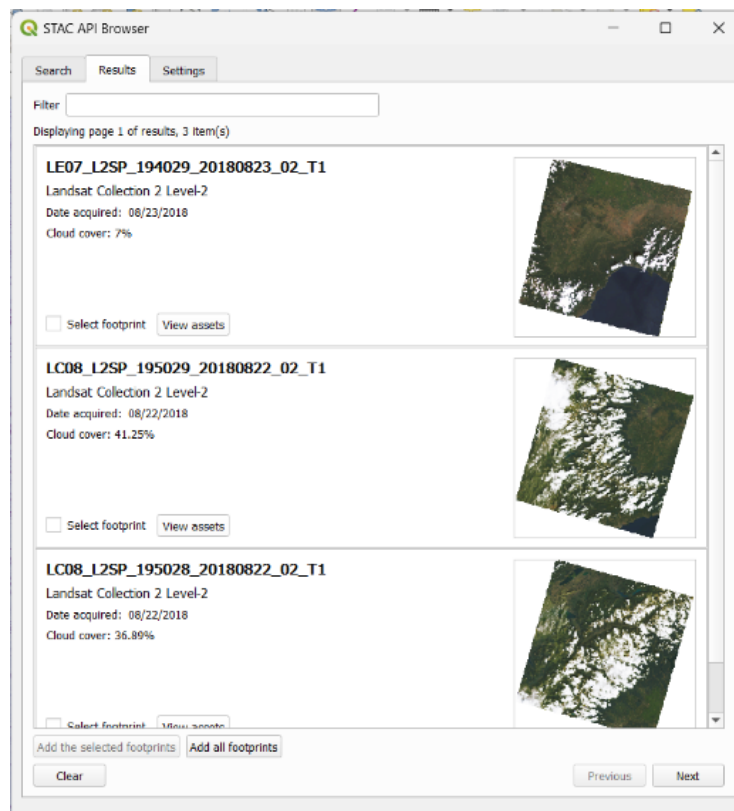 STAC API Browser
Search Results Settings
Filter
Displaying page 1 of results, 3 item(s)
LE07_L2SP_194029_20180823_02_T1
Landsat Collection 2 Level-2
Date acquired: 08/23/2018
Cloud cover: 7%
Select footprint View assets
LC08_L2SP_195029_20180822_02_T1
Landsat Collection 2 Level-2
Date acquired: 08/22/2018
Cloud cover: 41.25%
Select footprint View assets
LC08_L2SP_195028_20180822_02_T1
Landsat Collection 2 Level-2
Date acquired: 08/22/2018
Cloud cover: 36.89%
Select footprint View assets
Add the selected footprints Add all footprints
Clear Previous Next